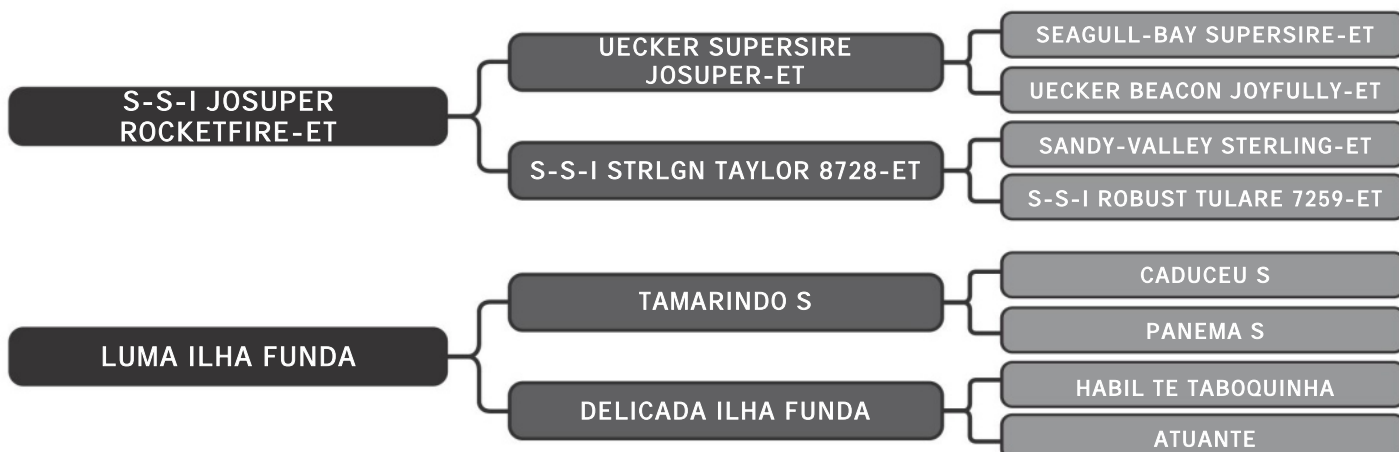 S-S-I JOSUPER
ROCKETFIRE-ET
UECKER SUPERSIRE
JOSUPER-ET
SEAGULL-BAY SUPERSIRE-ET
UECKER BEACON JOYFULLY-ET
S-S-I STRLGN TAYLOR 8728-ET
SANDY-VALLEY STERLING-ET
S-S-I ROBUST TULARE 7259-ET
LUMA ILHA FUNDA
TAMARINDO S
CADUCEU S
PANEMA S
DELICADA ILHA FUNDA
HABIL TE TABOQUINHA
ATUANTE